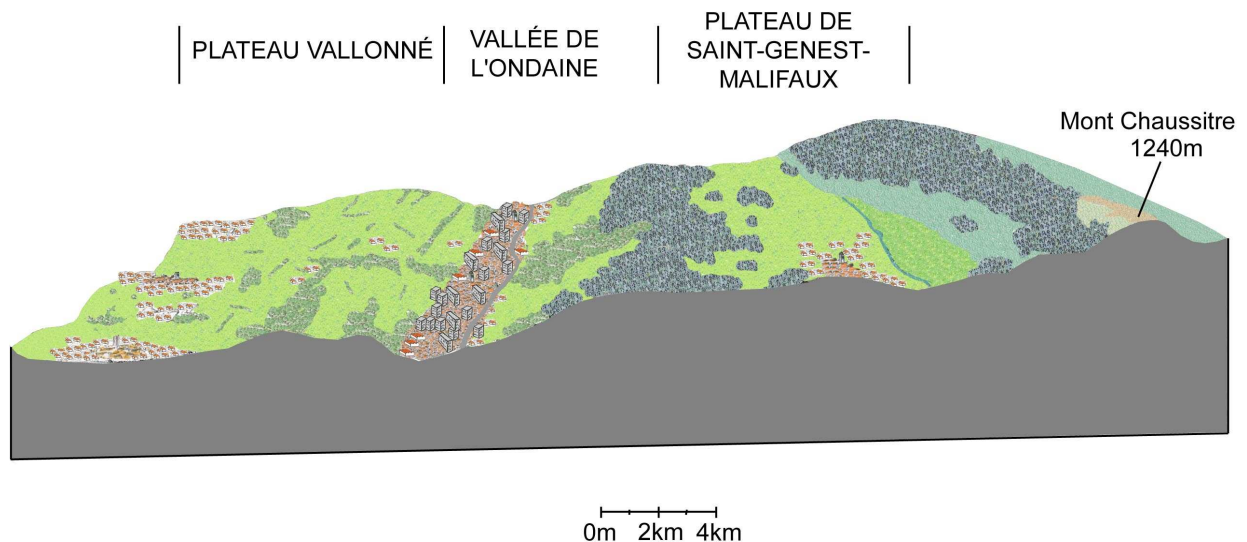 PLATEAU VALLONNÉ
VALLÉE DE
L'ONDAINE
PLATEAU DE
SAINT-GENEST-
MALIFAUX
Mont Chaussitre
1240m
0m 2km 4km